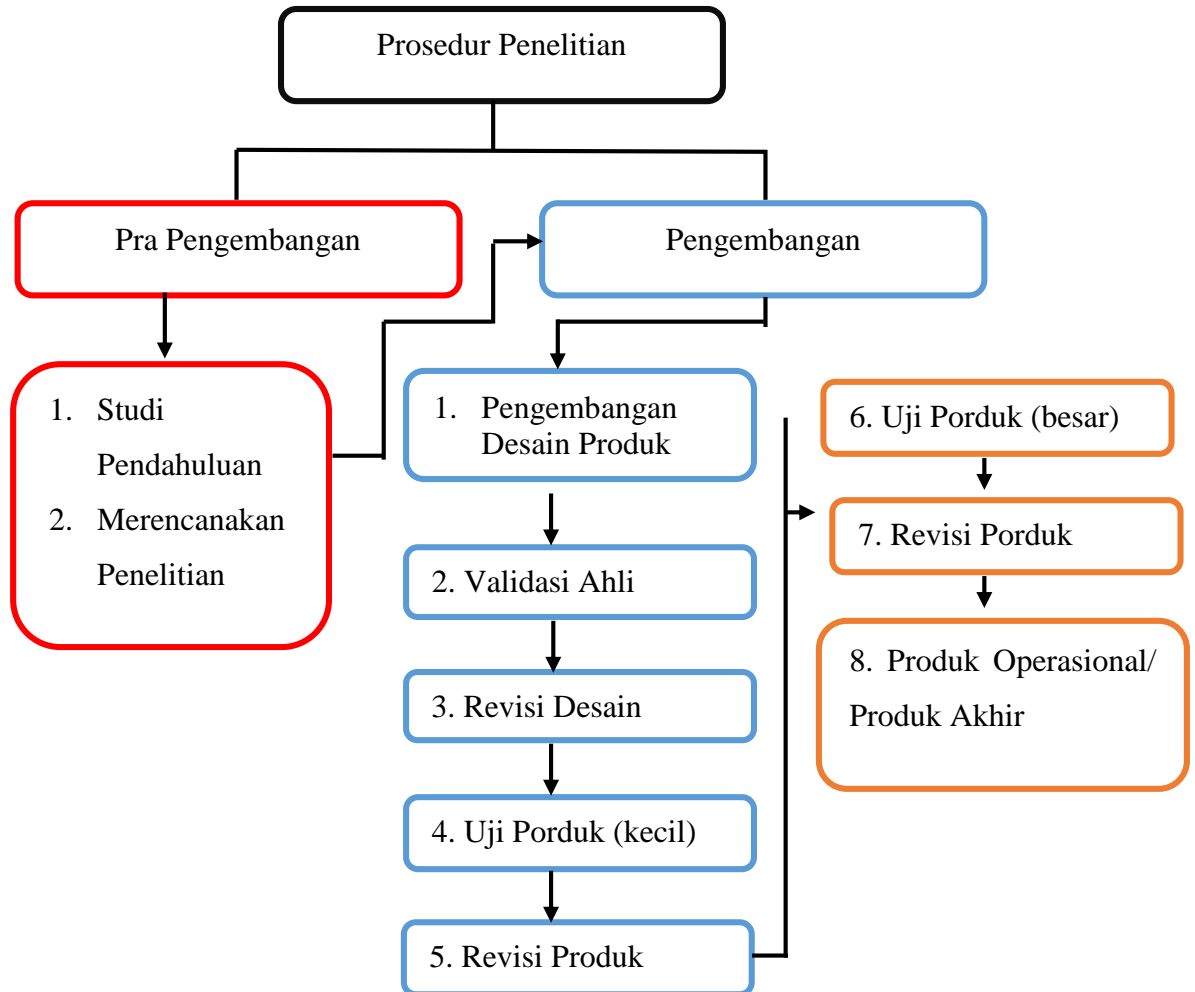 Prosedur Penelitian
Pra Pengembangan
Pengembangan
1. Studi
Pendahuluan
2. Merencanakan
Penelitian
1. Pengembangan
Desain Produk
2. Validasi Ahli
3. Revisi Desain
4. Uji Porduk (kecil)
5. Revisi Produk
6. Uji Porduk (besar)
7. Revisi Porduk
8. Produk Operasional/
Produk Akhir